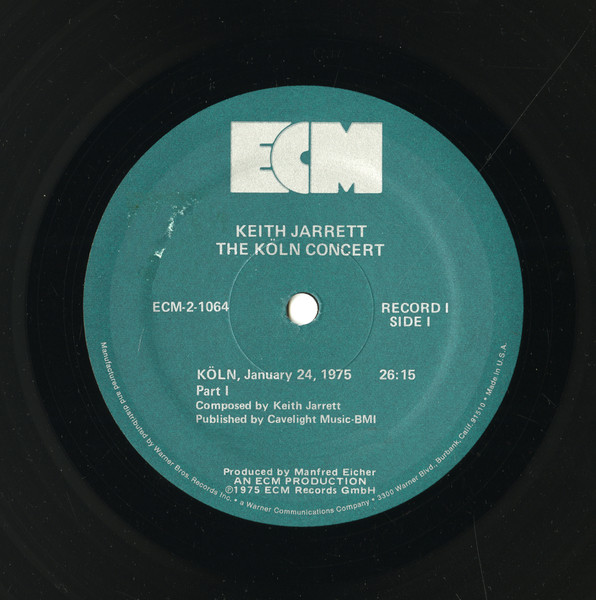 ECM
KEITH JARRETT
THE KÖLN CONCERT
ECM-2-1064
RECORD I
SIDE I
KÖLN, January 24, 1975 26:15
Part I
Composed by Keith Jarrett
Published by Cavelight Music-BMI
Produced by Manfred Eicher
AN ECM PRODUCTION
℗1975 ECM Records GmbH
Manufactured and distributed by Warner Bros. Records Inc. • a Warner Communications Company • 3300 Warner Blvd., Burbank, Calif. 91510 • Made in U.S.A.